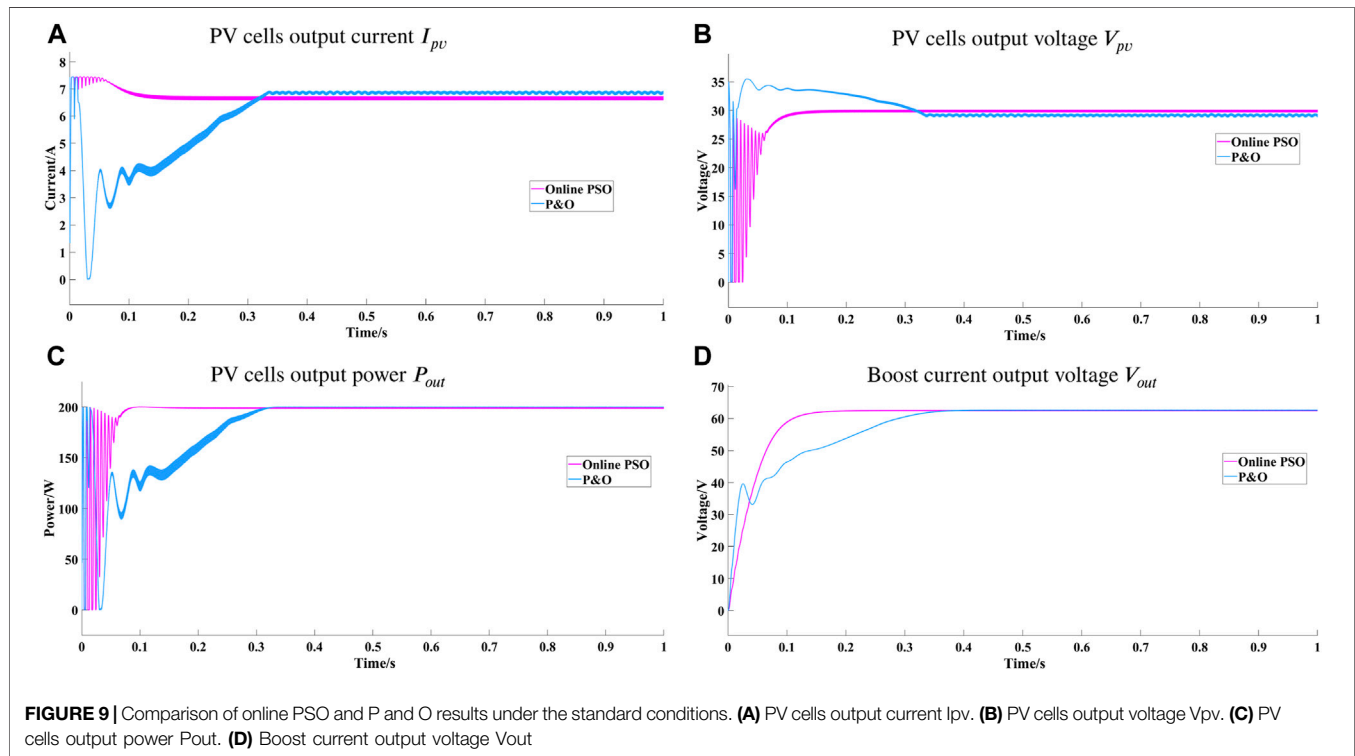 A
PV cells output current Ipv
8
7
6
5
4
3
2
1
0
Current/A
Online PSO
P&O
0 0.1 0.2 0.3 0.4 0.5 0.6 0.7 0.8 0.9 1
Time/s
B
PV cells output voltage Vpv
35
30
25
20
15
10
5
0
Voltage/V
Online PSO
P&O
0 0.1 0.2 0.3 0.4 0.5 0.6 0.7 0.8 0.9 1
Time/s
C
PV cells output power Pout
200
150
100
50
0
Power/W
Online PSO
P&O
0 0.1 0.2 0.3 0.4 0.5 0.6 0.7 0.8 0.9 1
Time/s
D
Boost current output voltage Vout
70
60
50
40
30
20
10
0
Voltage/V
Online PSO
P&O
0 0.1 0.2 0.3 0.4 0.5 0.6 0.7 0.8 0.9 1
Time/s
FIGURE 9 | Comparison of online PSO and P and O results under the standard conditions. (A) PV cells output current Ipv. (B) PV cells output voltage Vpv. (C) PV
cells output power Pout. (D) Boost current output voltage Vout